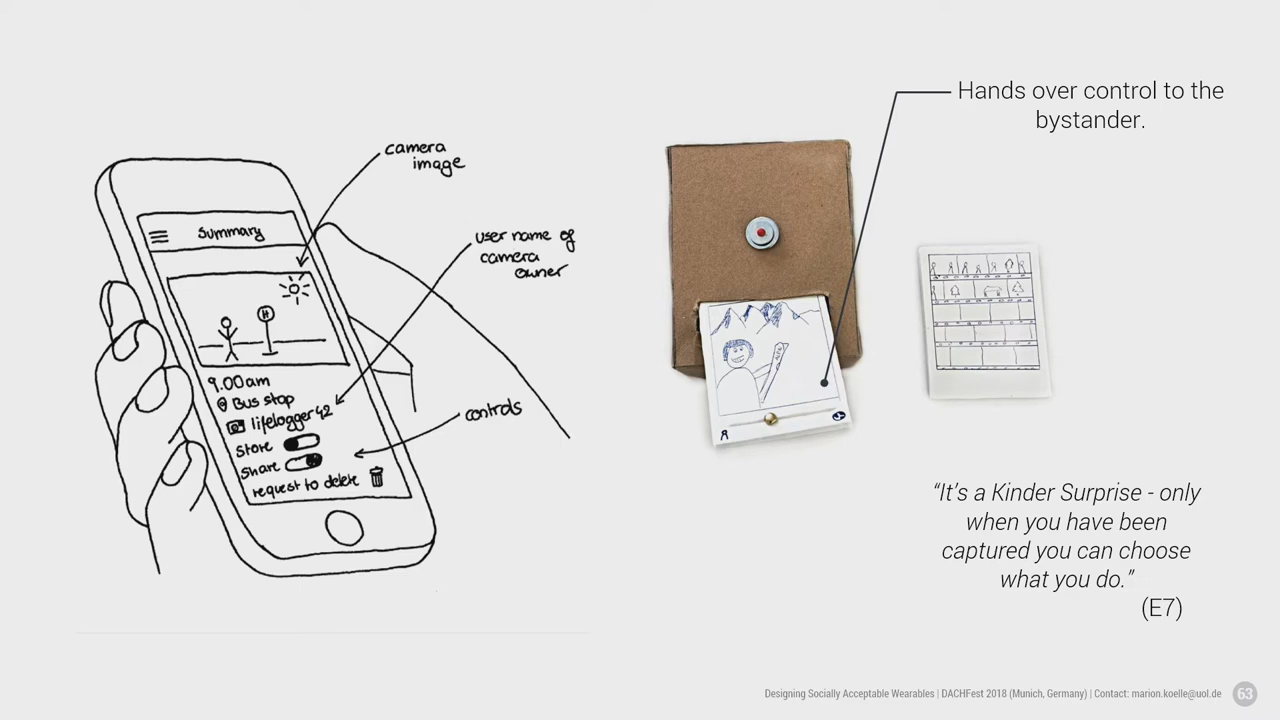 Hands over control to the
bystander.
camera
image
user name of
camera
owner
Summary
H
9.00am
Bus stop
lifelogger42
store
share
request to delete
controls
"It's a Kinder Surprise - only
when you have been
captured you can choose
what you do."
(E7)
Designing Socially Acceptable Wearables | DACHFest 2018 (Munich, Germany) | Contact: marion.koelle@uol.de
63